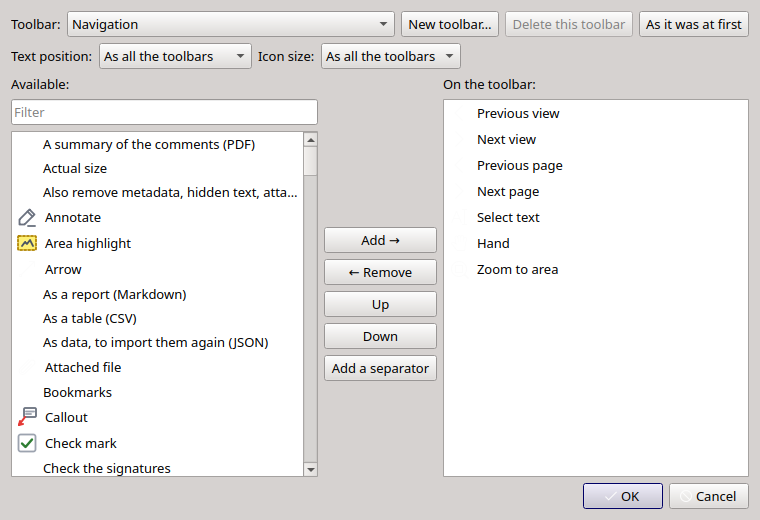 Toolbar: Navigation New toolbar... Delete this toolbar As it was at first
Text position: As all the toolbars Icon size: As all the toolbars
Available:
Filter
A summary of the comments (PDF)
Actual size
Also remove metadata, hidden text, atta...
Annotate
Area highlight
Arrow
As a report (Markdown)
As a table (CSV)
As data, to import them again (JSON)
Attached file
Bookmarks
Callout
Check mark
Check the signatures
Add →
← Remove
Up
Down
Add a separator
On the toolbar:
Previous view
Next view
Previous page
Next page
Select text
Hand
Zoom to area
OK Cancel